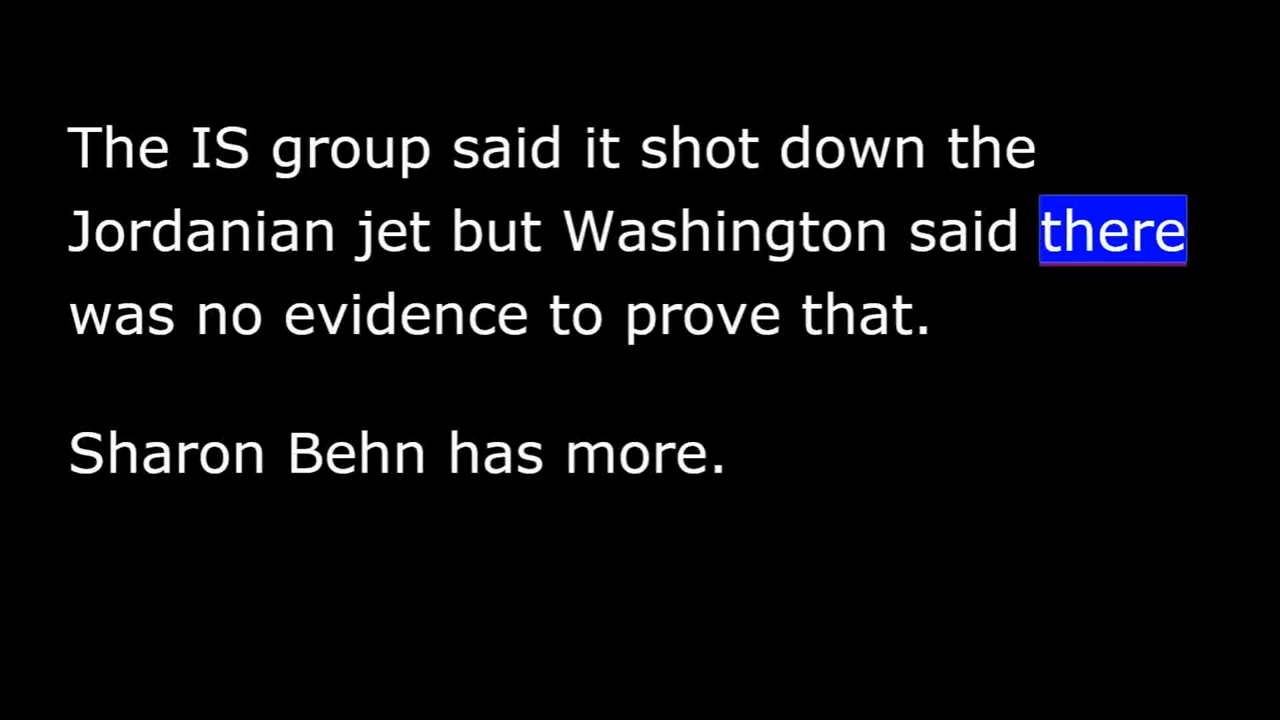 The IS group said it shot down the
Jordanian jet but Washington said there
was no evidence to prove that.
Sharon Behn has more.